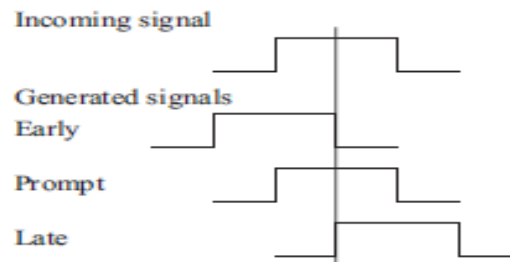 Incoming signal
Generated signals
Early
Prompt
Late